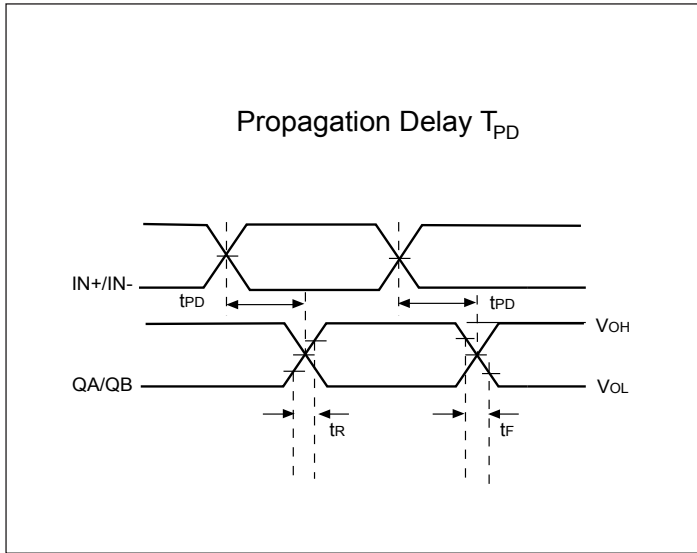 Propagation Delay TPD
IN+/IN-
tPD
tPD
VOH
QA/QB
VOL
tR
tF